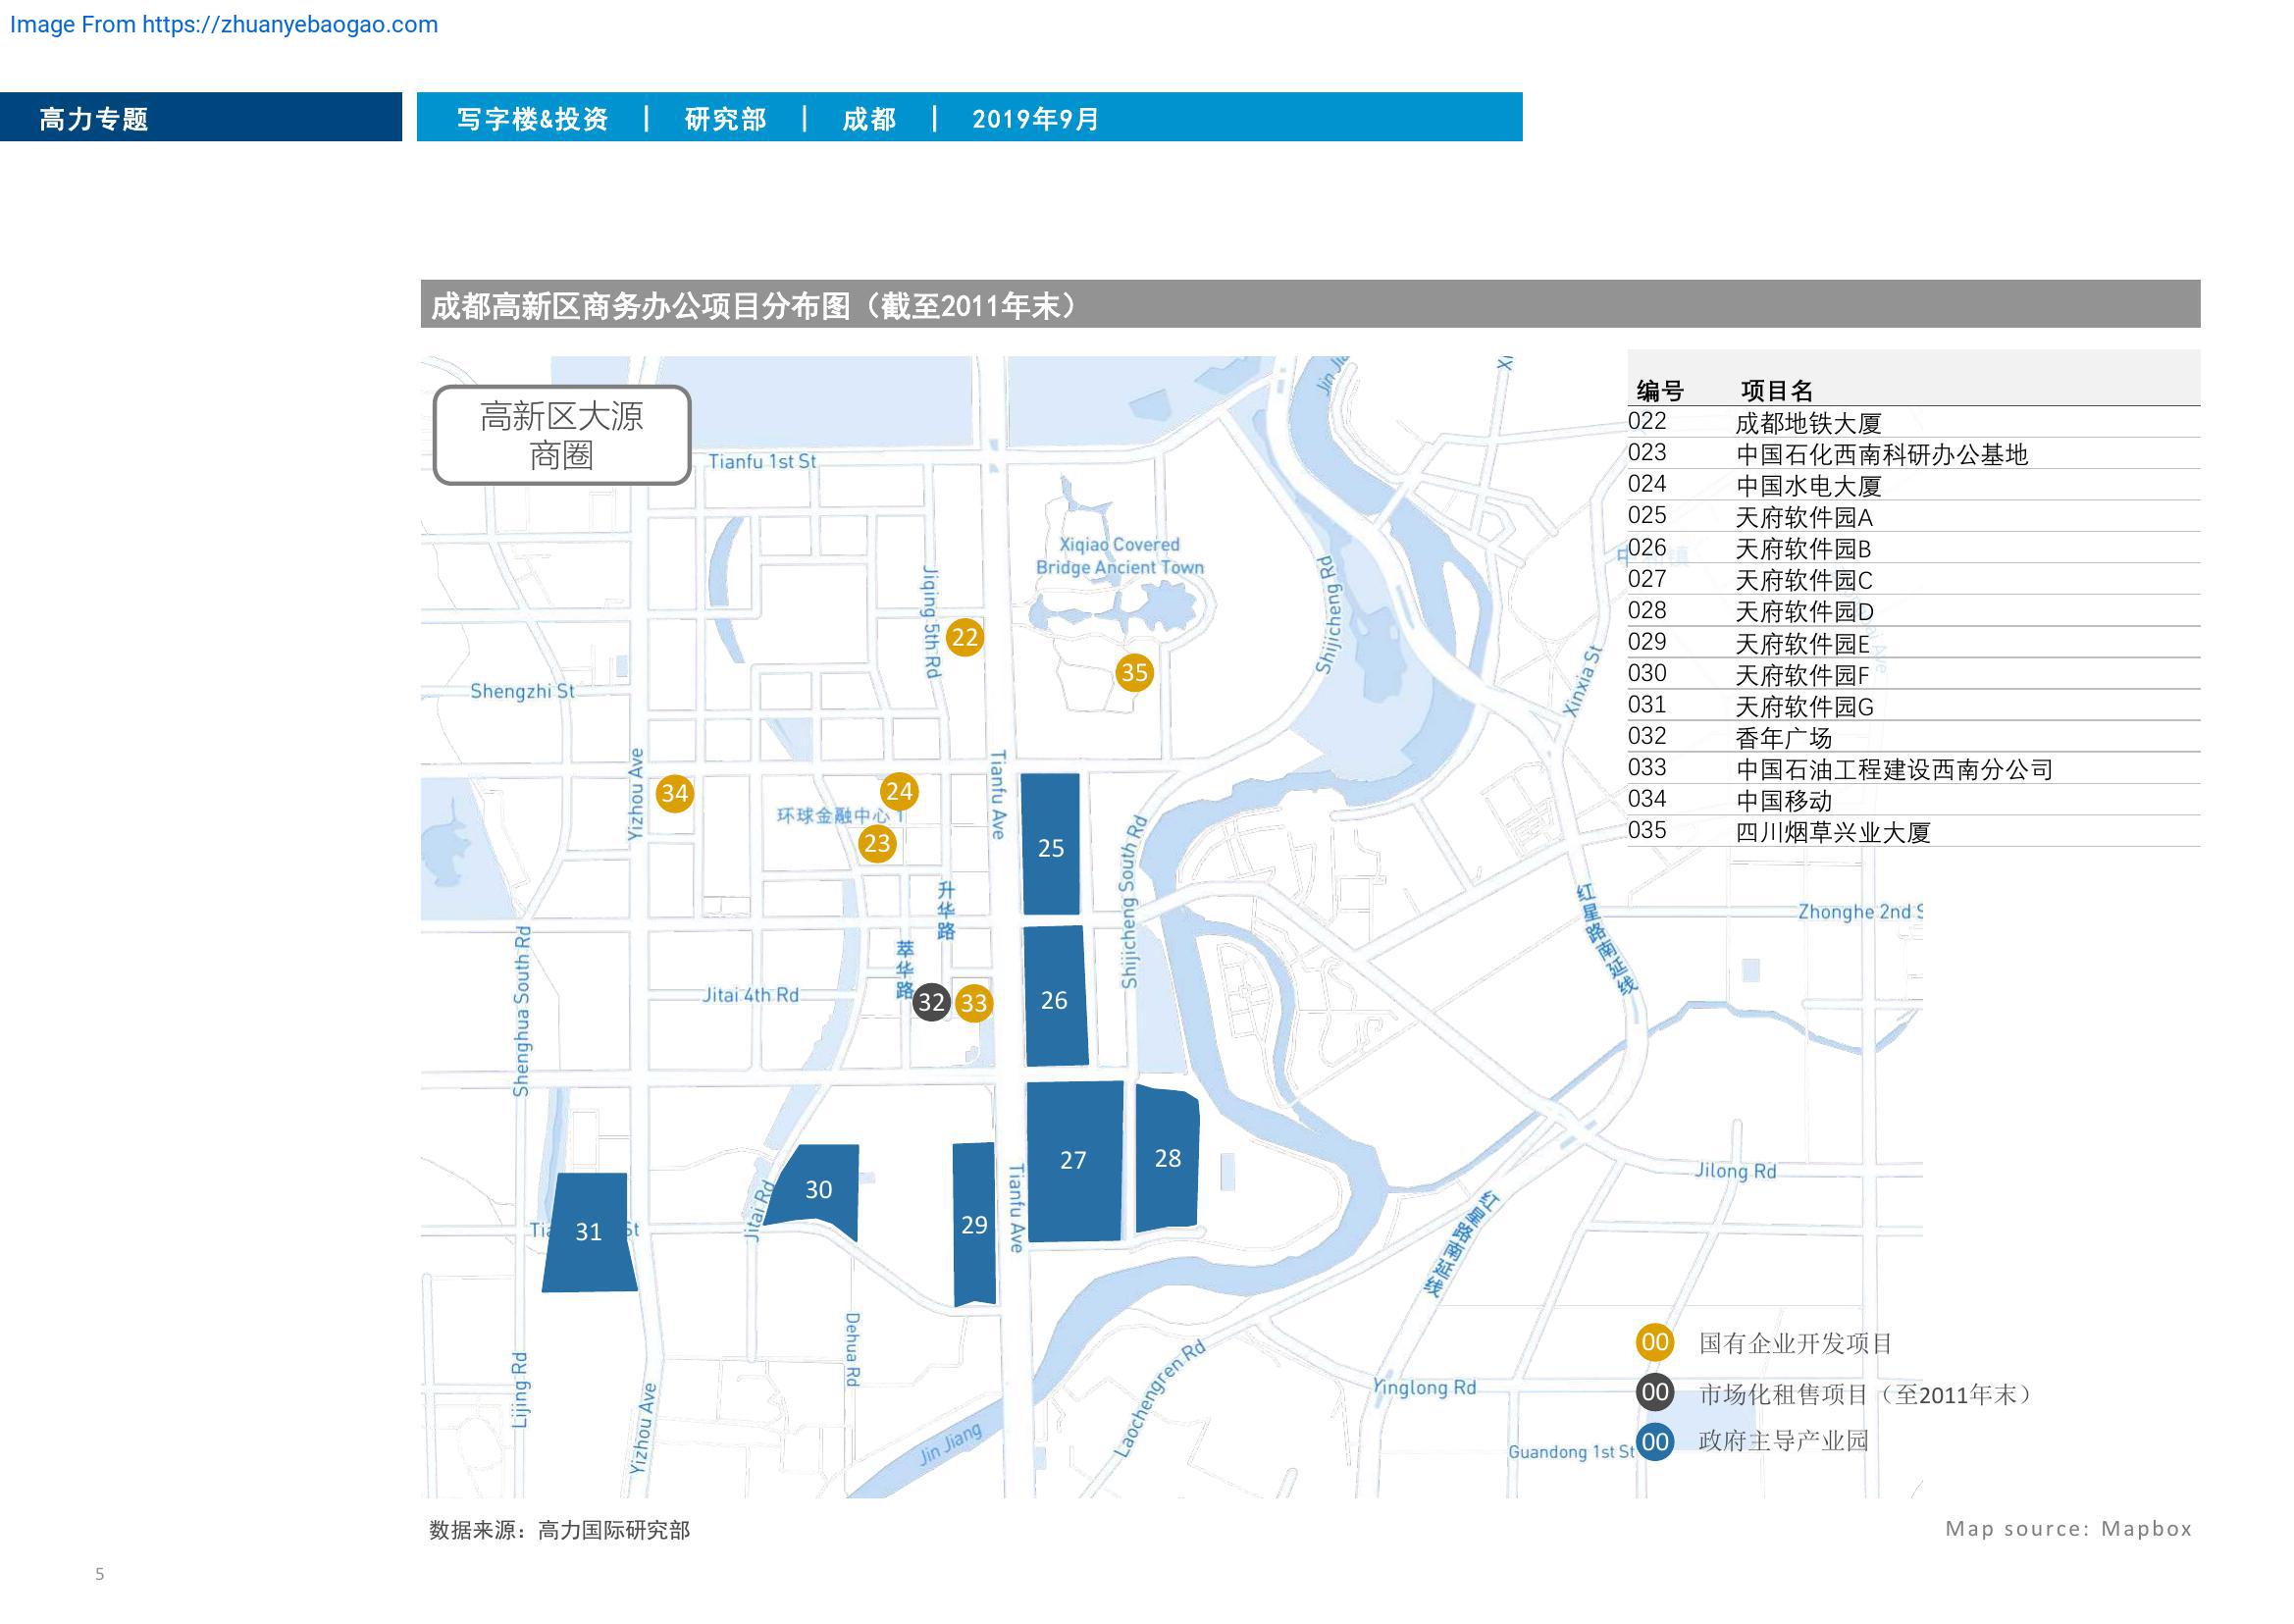 Image From https://zhuanyebaogao.com
高力专题
写字楼&投资 | 研究部 | 成都 | 2019年9月
成都高新区商务办公项目分布图（截至2011年末）
高新区大源
商圈
编号 项目名
022 成都地铁大厦
023 中国石化西南科研办公基地
024 中国水电大厦
025 天府软件园A
026 天府软件园B
027 天府软件园C
028 天府软件园D
029 天府软件园E
030 天府软件园F
031 天府软件园G
032 香年广场
033 中国石油工程建设西南分公司
034 中国移动
035 四川烟草兴业大厦
Tianfu 1st St
Xiqiao Covered
Bridge Ancient Town
Jiqing 5th Rd
22
35
Shijicheng Rd
Xinxia St
Shengzhi St
Yizhou Ave
34
24
环球金融中心 1
23
Tianfu Ave
25
Shijicheng South Rd
升华路
萃华路
红星路南延线
Zhonghe 2nd S
Shenghua South Rd
Jitai 4th Rd
32
33
26
27
28
Jilong Rd
30
Jitai Rd
29
Tianfu Ave
31
红星路南延线
Dehua Rd
Lijing Rd
Yizhou Ave
Jin Jiang
Laochengren Rd
Yinglong Rd
Guandong 1st St
00 国有企业开发项目
00 市场化租售项目（至2011年末）
00 政府主导产业园
数据来源：高力国际研究部
Map source: Mapbox
5